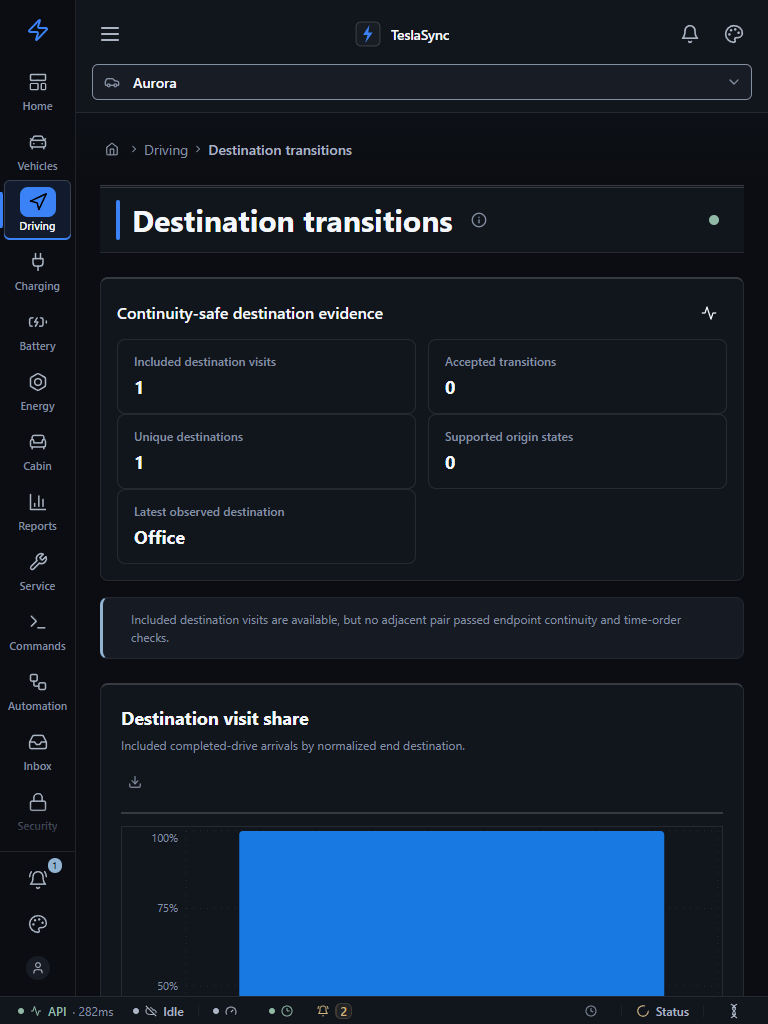 TeslaSync
Aurora
Home
Vehicles
Driving
Charging
Battery
Energy
Cabin
Reports
Service
Commands
Automation
Inbox
Security
1
Driving
Destination transitions
Destination transitions
Continuity-safe destination evidence
Included destination visits
1
Accepted transitions
0
Unique destinations
1
Supported origin states
0
Latest observed destination
Office
Included destination visits are available, but no adjacent pair passed endpoint continuity and time-order
checks.
Destination visit share
Included completed-drive arrivals by normalized end destination.
100%
75%
50%
API · 282ms
Idle
2
Status